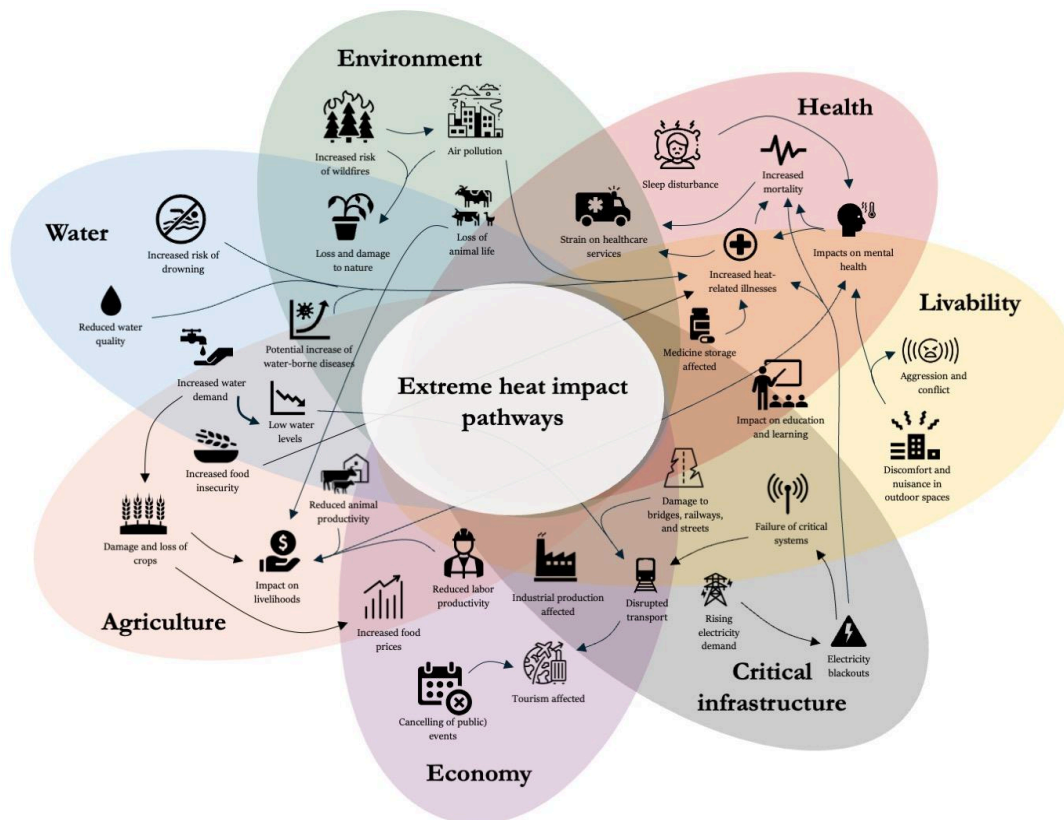 Environment
Increased risk
of wildfires
Air pollution
Loss and damage
to nature
Loss of
animal life
Health
Sleep disturbance
Increased
mortality
Strain on healthcare
services
Increased heat-
related illnesses
Impacts on mental
health
Medicine storage
affected
Water
Increased risk of
drowning
Reduced water
quality
Increased water
demand
Potential increase of
water-borne diseases
Low water
levels
Livability
Aggression and
conflict
Impact on education
and learning
Discomfort and
nuisance in
outdoor spaces
Extreme heat impact
pathways
Increased food
insecurity
Reduced animal
productivity
Damage and loss of
crops
Impact on
livelihoods
Agriculture
Increased food
prices
Reduced labor
productivity
Industrial production
affected
Disrupted
transport
Damage to
bridges, railways,
and streets
Failure of critical
systems
Rising
electricity
demand
Electricity
blackouts
Critical
infrastructure
Cancelling of public)
events
Tourism affected
Economy